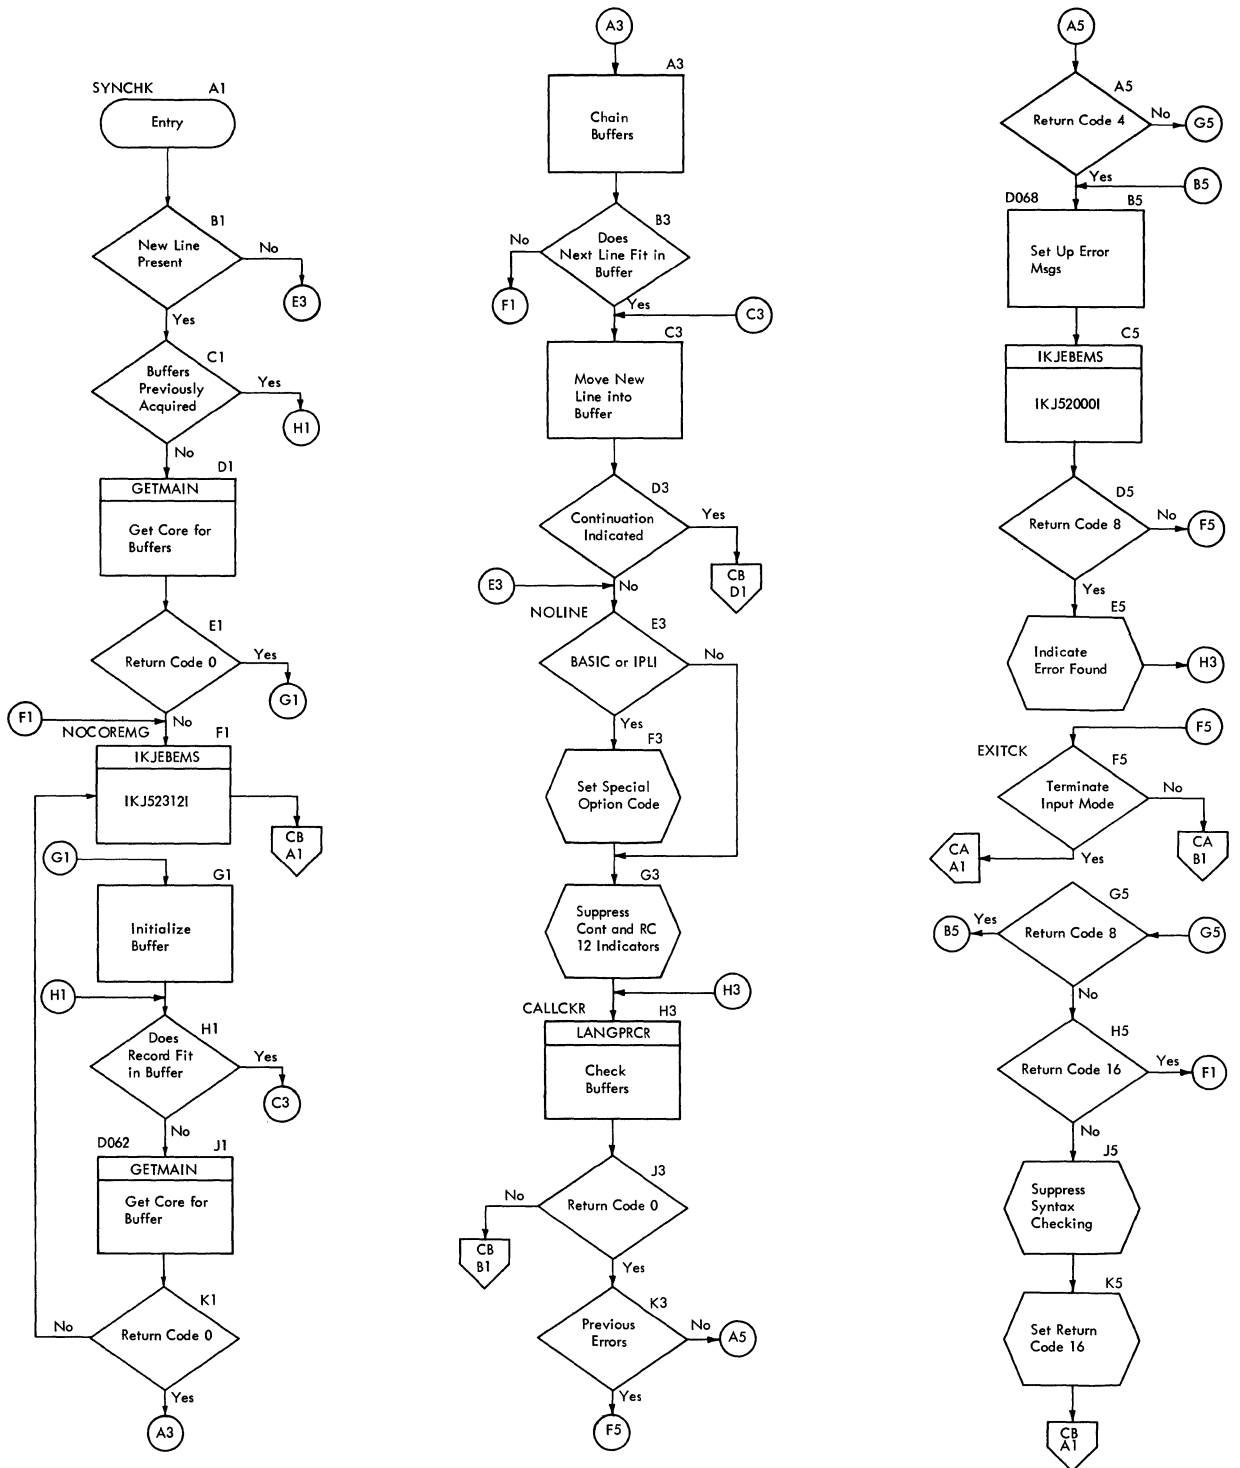 SYNCHK A1
Entry
B1
New Line
Present
No
E3
Yes
C1
Buffers
Previously
Acquired
Yes
H1
No
D1
GETMAIN
Get Core for
Buffers
E1
Return Code 0
Yes
G1
F1
No
NOCOREMG
F1
IKJEBEMS
IKJ52312I
CB
A1
G1
G1
Initialize
Buffer
H1
H1
Does
Record Fit
in Buffer
Yes
C3
No
D062 J1
GETMAIN
Get Core for
Buffer
K1
No
Return Code 0
Yes
A3
A3
A3
Chain
Buffers
B3
No
Does
Next Line Fit in
Buffer
F1
Yes
C3
C3
Move New
Line into
Buffer
D3
Continuation
Indicated
Yes
CB
D1
E3
No
NOLINE
E3
BASIC or IPLI
No
Yes
F3
Set Special
Option Code
G3
Suppress
Cont and RC
12 Indicators
H3
CALLCKR H3
LANGPRCR
Check
Buffers
J3
No
Return Code 0
CB
B1
Yes
K3
Previous
Errors
No
A5
Yes
F5
A5
A5
Return Code 4
No
G5
Yes
B5
D068 B5
Set Up Error
Msgs
C5
IKJEBEMS
IKJ52000I
D5
Return Code 8
No
F5
Yes
E5
Indicate
Error Found
H3
F5
EXITCK
F5
Terminate
Input Mode
No
CA
B1
Yes
CA
A1
G5
B5
Yes
Return Code 8
G5
No
H5
Return Code 16
Yes
F1
No
J5
Suppress
Syntax
Checking
K5
Set Return
Code 16
CB
A1